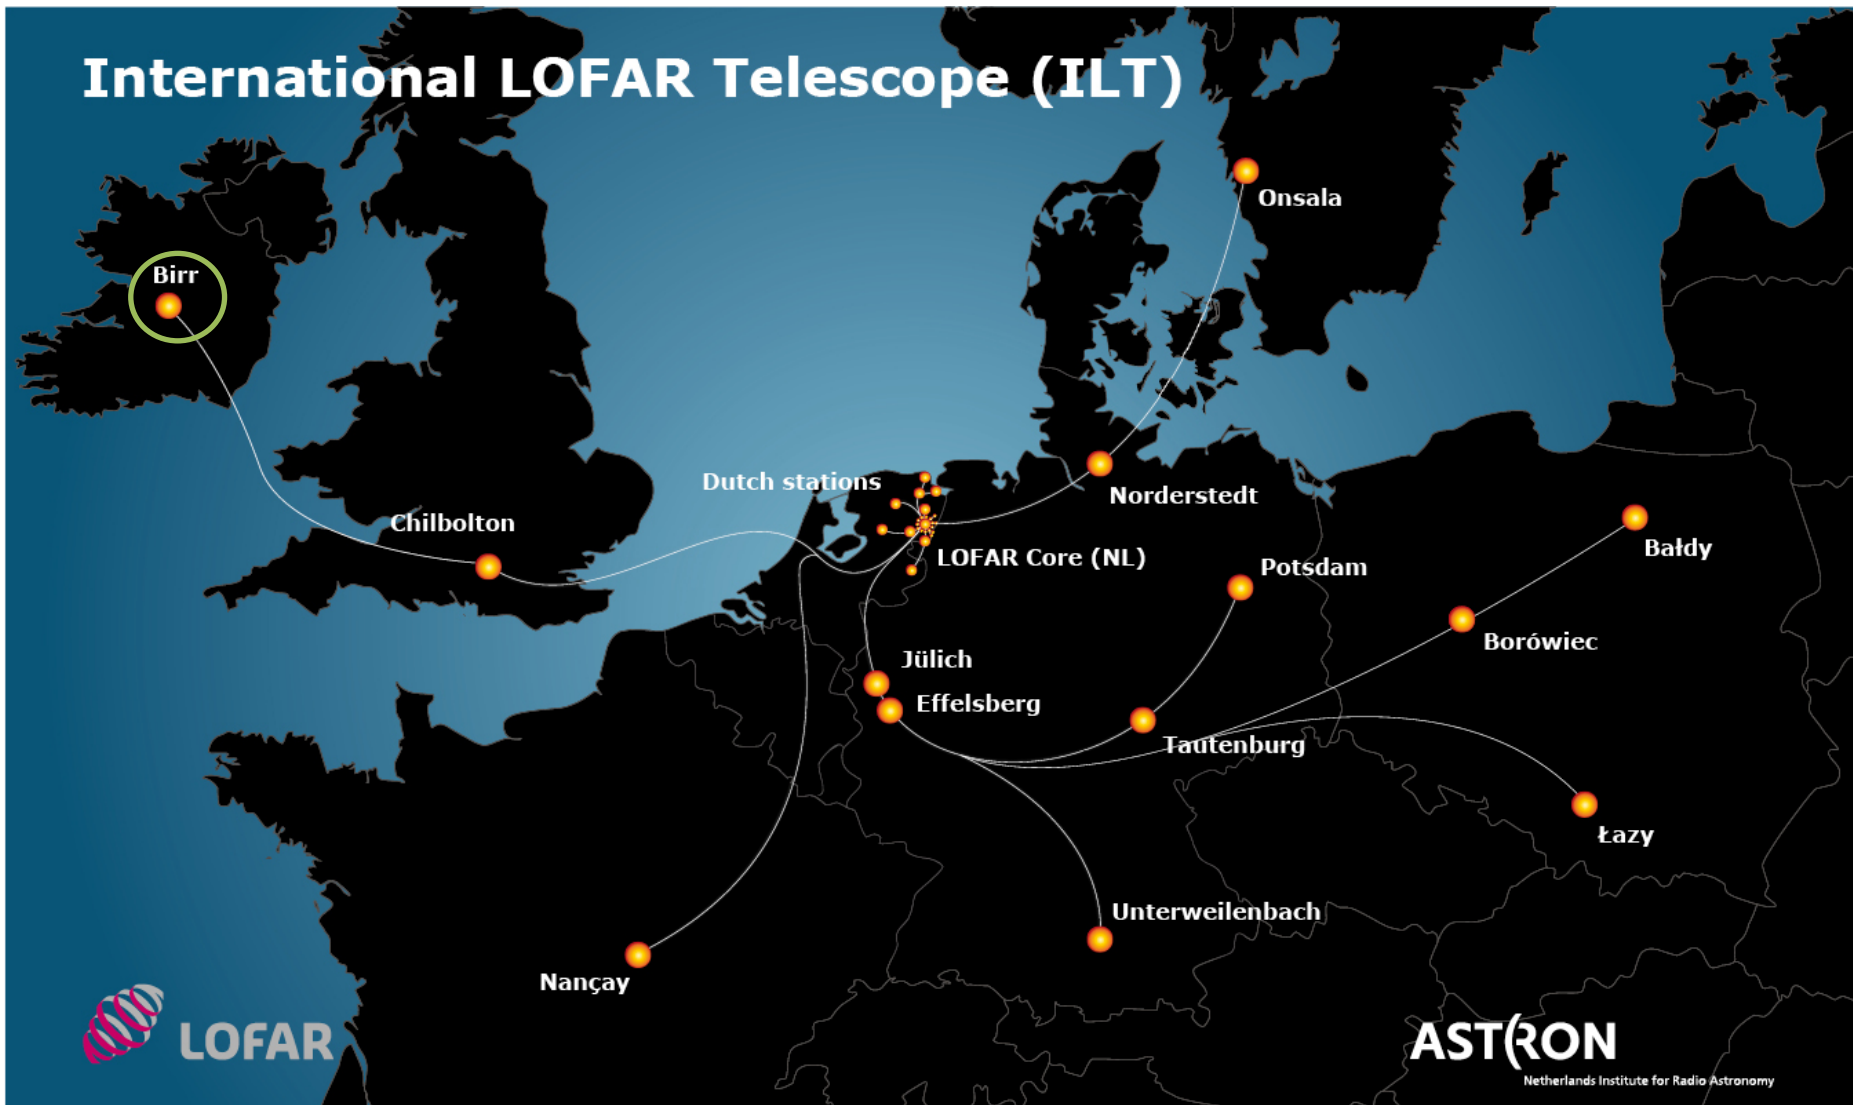 International LOFAR Telescope (ILT)
Onsala
Birr
Dutch stations
Norderstedt
Chilbolton
Bałdy
LOFAR Core (NL)
Potsdam
Borówiec
Jülich
Effelsberg
Tautenburg
Łazy
Unterweilenbach
Nançay
LOFAR
ASTRON
Netherlands Institute for Radio Astronomy